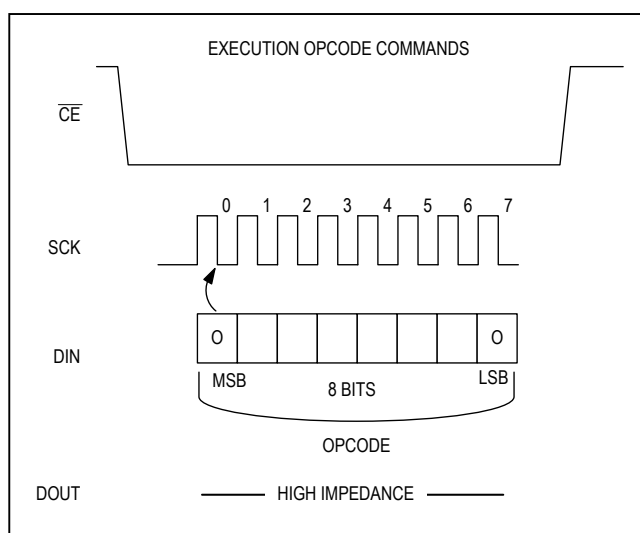 EXECUTION OPCODE COMMANDS
C̅E̅
0 1 2 3 4 5 6 7
SCK
DIN
O O
MSB 8 BITS LSB
OPCODE
DOUT HIGH IMPEDANCE